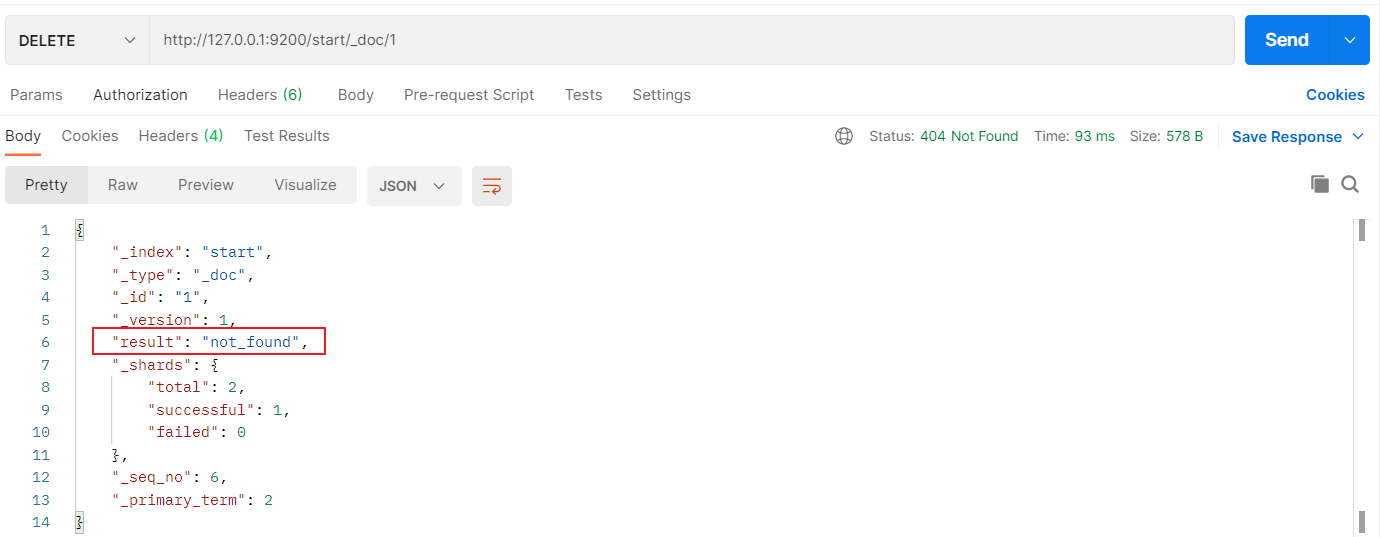 DELETE http://127.0.0.1:9200/start/_doc/1 Send
Params Authorization Headers (6) Body Pre-request Script Tests Settings Cookies
Body Cookies Headers (4) Test Results Status: 404 Not Found Time: 93 ms Size: 578 B Save Response
Pretty Raw Preview Visualize JSON
1 {
2 "_index": "start",
3 "_type": "_doc",
4 "_id": "1",
5 "_version": 1,
6 "result": "not_found",
7 "_shards": {
8 "total": 2,
9 "successful": 1,
10 "failed": 0
11 },
12 "_seq_no": 6,
13 "_primary_term": 2
14 }